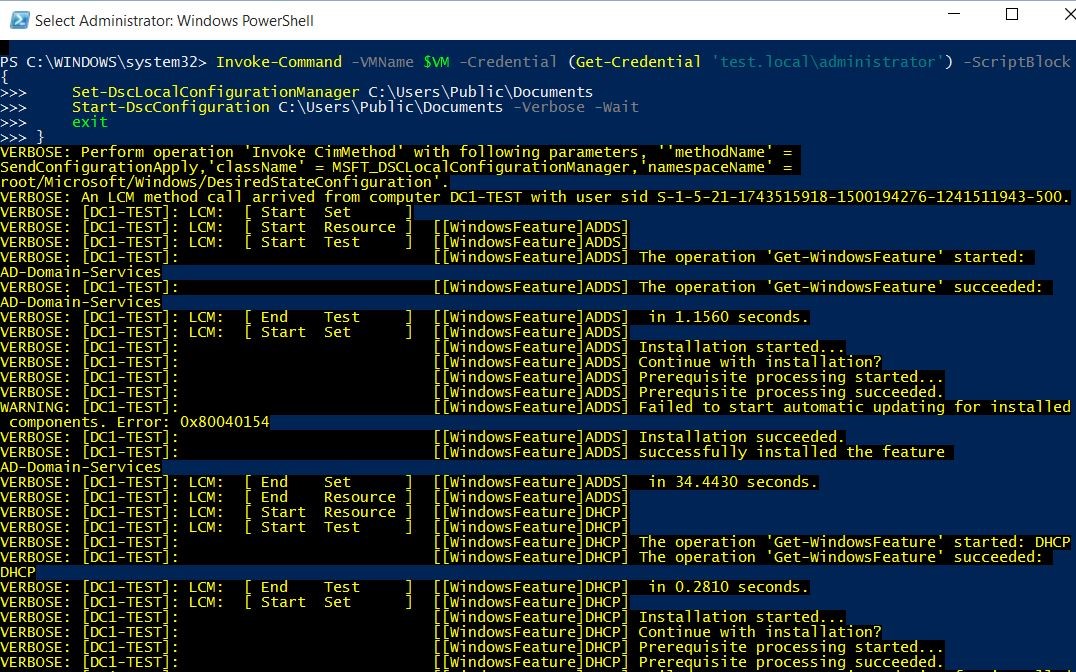 Select Administrator: Windows PowerShell
PS C:\WINDOWS\system32> Invoke-Command -VMName $VM -Credential (Get-Credential 'test.local\administrator') -ScriptBlock
{
>>>     Set-DscLocalConfigurationManager C:\Users\Public\Documents
>>>     Start-DscConfiguration C:\Users\Public\Documents -Verbose -Wait
>>>     exit
>>> }
VERBOSE: Perform operation 'Invoke CimMethod' with following parameters, ''methodName' =
SendConfigurationApply,'className' = MSFT_DSCLocalConfigurationManager,'namespaceName' =
root/Microsoft/Windows/DesiredStateConfiguration'.
VERBOSE: An LCM method call arrived from computer DC1-TEST with user sid S-1-5-21-1743515918-1500194276-1241511943-500.
VERBOSE: [DC1-TEST]: LCM:  [ Start  Set      ]
VERBOSE: [DC1-TEST]: LCM:  [ Start  Resource ]  [[WindowsFeature]ADDS]
VERBOSE: [DC1-TEST]: LCM:  [ Start  Test     ]  [[WindowsFeature]ADDS]
VERBOSE: [DC1-TEST]:                            [[WindowsFeature]ADDS] The operation 'Get-WindowsFeature' started:
AD-Domain-Services
VERBOSE: [DC1-TEST]:                            [[WindowsFeature]ADDS] The operation 'Get-WindowsFeature' succeeded:
AD-Domain-Services
VERBOSE: [DC1-TEST]: LCM:  [ End    Test     ]  [[WindowsFeature]ADDS]  in 1.1560 seconds.
VERBOSE: [DC1-TEST]: LCM:  [ Start  Set      ]  [[WindowsFeature]ADDS]
VERBOSE: [DC1-TEST]:                            [[WindowsFeature]ADDS] Installation started...
VERBOSE: [DC1-TEST]:                            [[WindowsFeature]ADDS] Continue with installation?
VERBOSE: [DC1-TEST]:                            [[WindowsFeature]ADDS] Prerequisite processing started...
VERBOSE: [DC1-TEST]:                            [[WindowsFeature]ADDS] Prerequisite processing succeeded.
WARNING: [DC1-TEST]:                            [[WindowsFeature]ADDS] Failed to start automatic updating for installed
 components. Error: 0x80040154
VERBOSE: [DC1-TEST]:                            [[WindowsFeature]ADDS] Installation succeeded.
VERBOSE: [DC1-TEST]:                            [[WindowsFeature]ADDS] successfully installed the feature
AD-Domain-Services
VERBOSE: [DC1-TEST]: LCM:  [ End    Set      ]  [[WindowsFeature]ADDS]  in 34.4430 seconds.
VERBOSE: [DC1-TEST]: LCM:  [ End    Resource ]  [[WindowsFeature]ADDS]
VERBOSE: [DC1-TEST]: LCM:  [ Start  Resource ]  [[WindowsFeature]DHCP]
VERBOSE: [DC1-TEST]: LCM:  [ Start  Test     ]  [[WindowsFeature]DHCP]
VERBOSE: [DC1-TEST]:                            [[WindowsFeature]DHCP] The operation 'Get-WindowsFeature' started: DHCP
VERBOSE: [DC1-TEST]:                            [[WindowsFeature]DHCP] The operation 'Get-WindowsFeature' succeeded:
DHCP
VERBOSE: [DC1-TEST]: LCM:  [ End    Test     ]  [[WindowsFeature]DHCP]  in 0.2810 seconds.
VERBOSE: [DC1-TEST]: LCM:  [ Start  Set      ]  [[WindowsFeature]DHCP]
VERBOSE: [DC1-TEST]:                            [[WindowsFeature]DHCP] Installation started...
VERBOSE: [DC1-TEST]:                            [[WindowsFeature]DHCP] Continue with installation?
VERBOSE: [DC1-TEST]:                            [[WindowsFeature]DHCP] Prerequisite processing started...
VERBOSE: [DC1-TEST]:                            [[WindowsFeature]DHCP] Prerequisite processing succeeded.